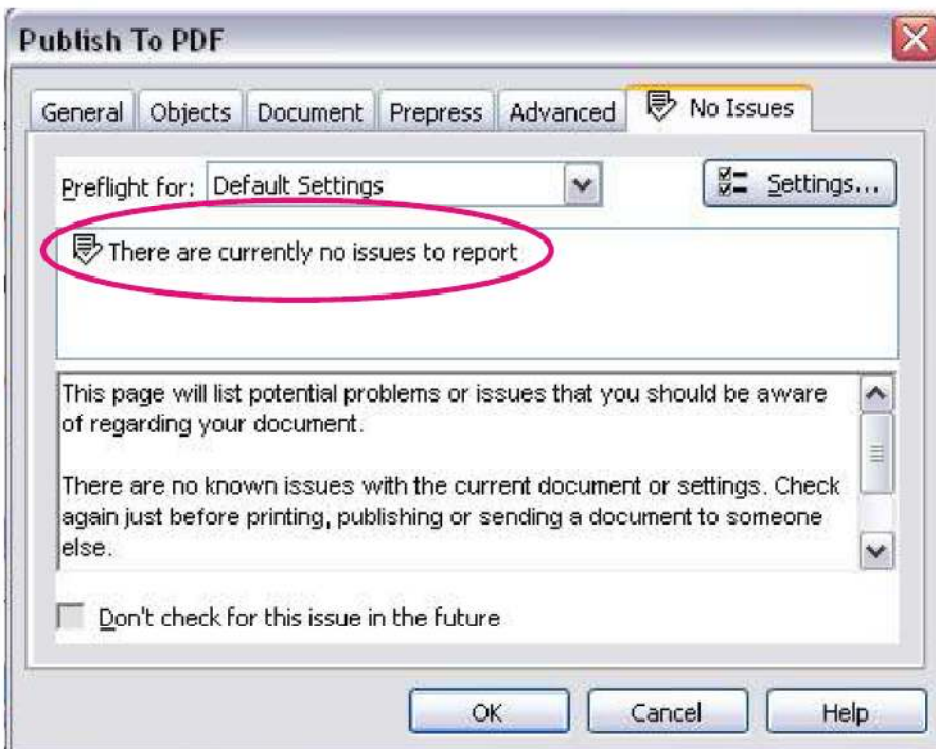 Publish To PDF
General Objects Document Prepress Advanced No Issues
Preflight for: Default Settings Settings...
There are currently no issues to report
This page will list potential problems or issues that you should be aware
of regarding your document.
There are no known issues with the current document or settings. Check
again just before printing, publishing or sending a document to someone
else.
Don't check for this issue in the future
OK Cancel Help